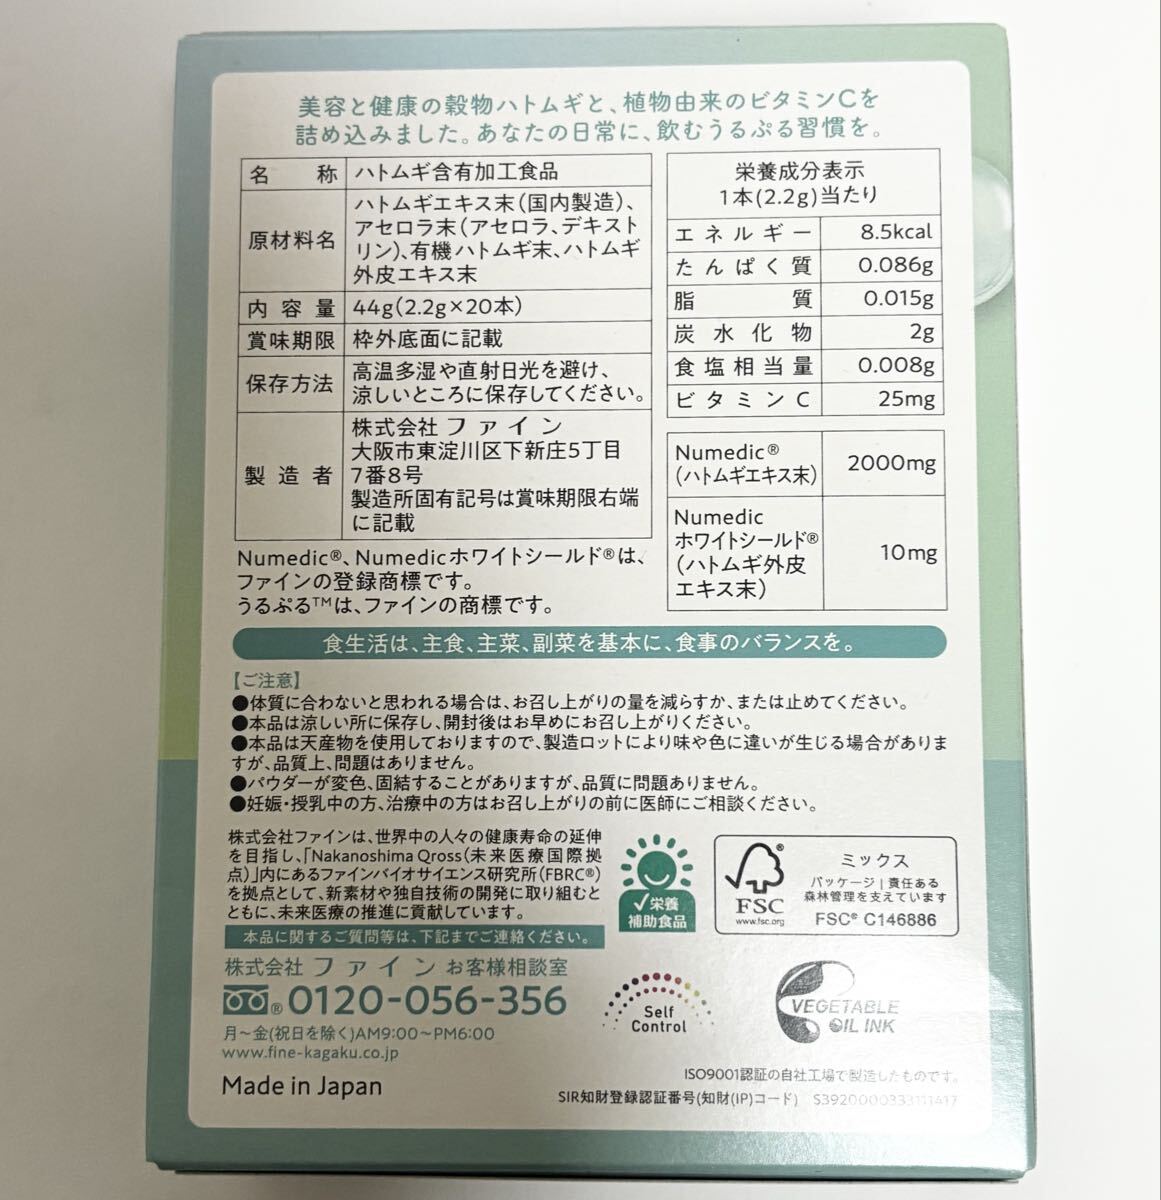 美容と健康の穀物ハトムギと、植物由来のビタミンCを
詰め込みました。あなたの日常に、飲むうるぷる習慣を。
名称 ハトムギ含有加工食品
原材料名 ハトムギエキス末（国内製造）、
アセロラ末（アセロラ、デキスト
リン）、有機ハトムギ末、ハトムギ
外皮エキス末
内容量 44g（2.2g×20本）
賞味期限 枠外底面に記載
保存方法 高温多湿や直射日光を避け、
涼しいところに保存してください。
製造者 株式会社 ファイン
大阪市東淀川区下新庄5丁目
7番8号
製造所固有記号は賞味期限右端
に記載
Numedic®、Numedicホワイトシールド®は、
ファインの登録商標です。
うるぷる™は、ファインの商標です。
栄養成分表示
1本(2.2g)当たり
エネルギー 8.5kcal
たんぱく質 0.086g
脂質 0.015g
炭水化物 2g
食塩相当量 0.008g
ビタミンC 25mg
Numedic®
（ハトムギエキス末） 2000mg
Numedic
ホワイトシールド®
（ハトムギ外皮
エキス末） 10mg
食生活は、主食、主菜、副菜を基本に、食事のバランスを。
【ご注意】
●体質に合わないと思われる場合は、お召し上がりの量を減らすか、または止めてください。
●本品は涼しい所に保存し、開封後はお早めにお召し上がりください。
●本品は天産物を使用しておりますので、製造ロットにより味や色に違いが生じる場合がありま
すが、品質上、問題はありません。
●パウダーが変色、固結することがありますが、品質に問題ありません。
●妊娠・授乳中の方、治療中の方はお召し上がりの前に医師にご相談ください。
株式会社ファインは、世界中の人々の健康寿命の延伸
を目指し、「Nakanoshima Qross（未来医療国際拠
点）」内にあるファインバイオサイエンス研究所（FBRC®）
を拠点として、新素材や独自技術の開発に取り組むと
ともに、未来医療の推進に貢献しています。
本品に関するご質問等は、下記までご連絡ください。
株式会社 ファイン お客様相談室
® 0120-056-356
月〜金(祝日を除く)AM9:00〜PM6:00
www.fine-kagaku.co.jp
Made in Japan
栄養
補助食品
FSC
www.fsc.org
ミックス
パッケージ｜責任ある
森林管理を支えています
FSC® C146886
Self
Control
VEGETABLE
OIL INK
ISO9001認証の自社工場で製造したものです。
SIR知財登録認証番号(知財(IP)コード) S3920000333111417